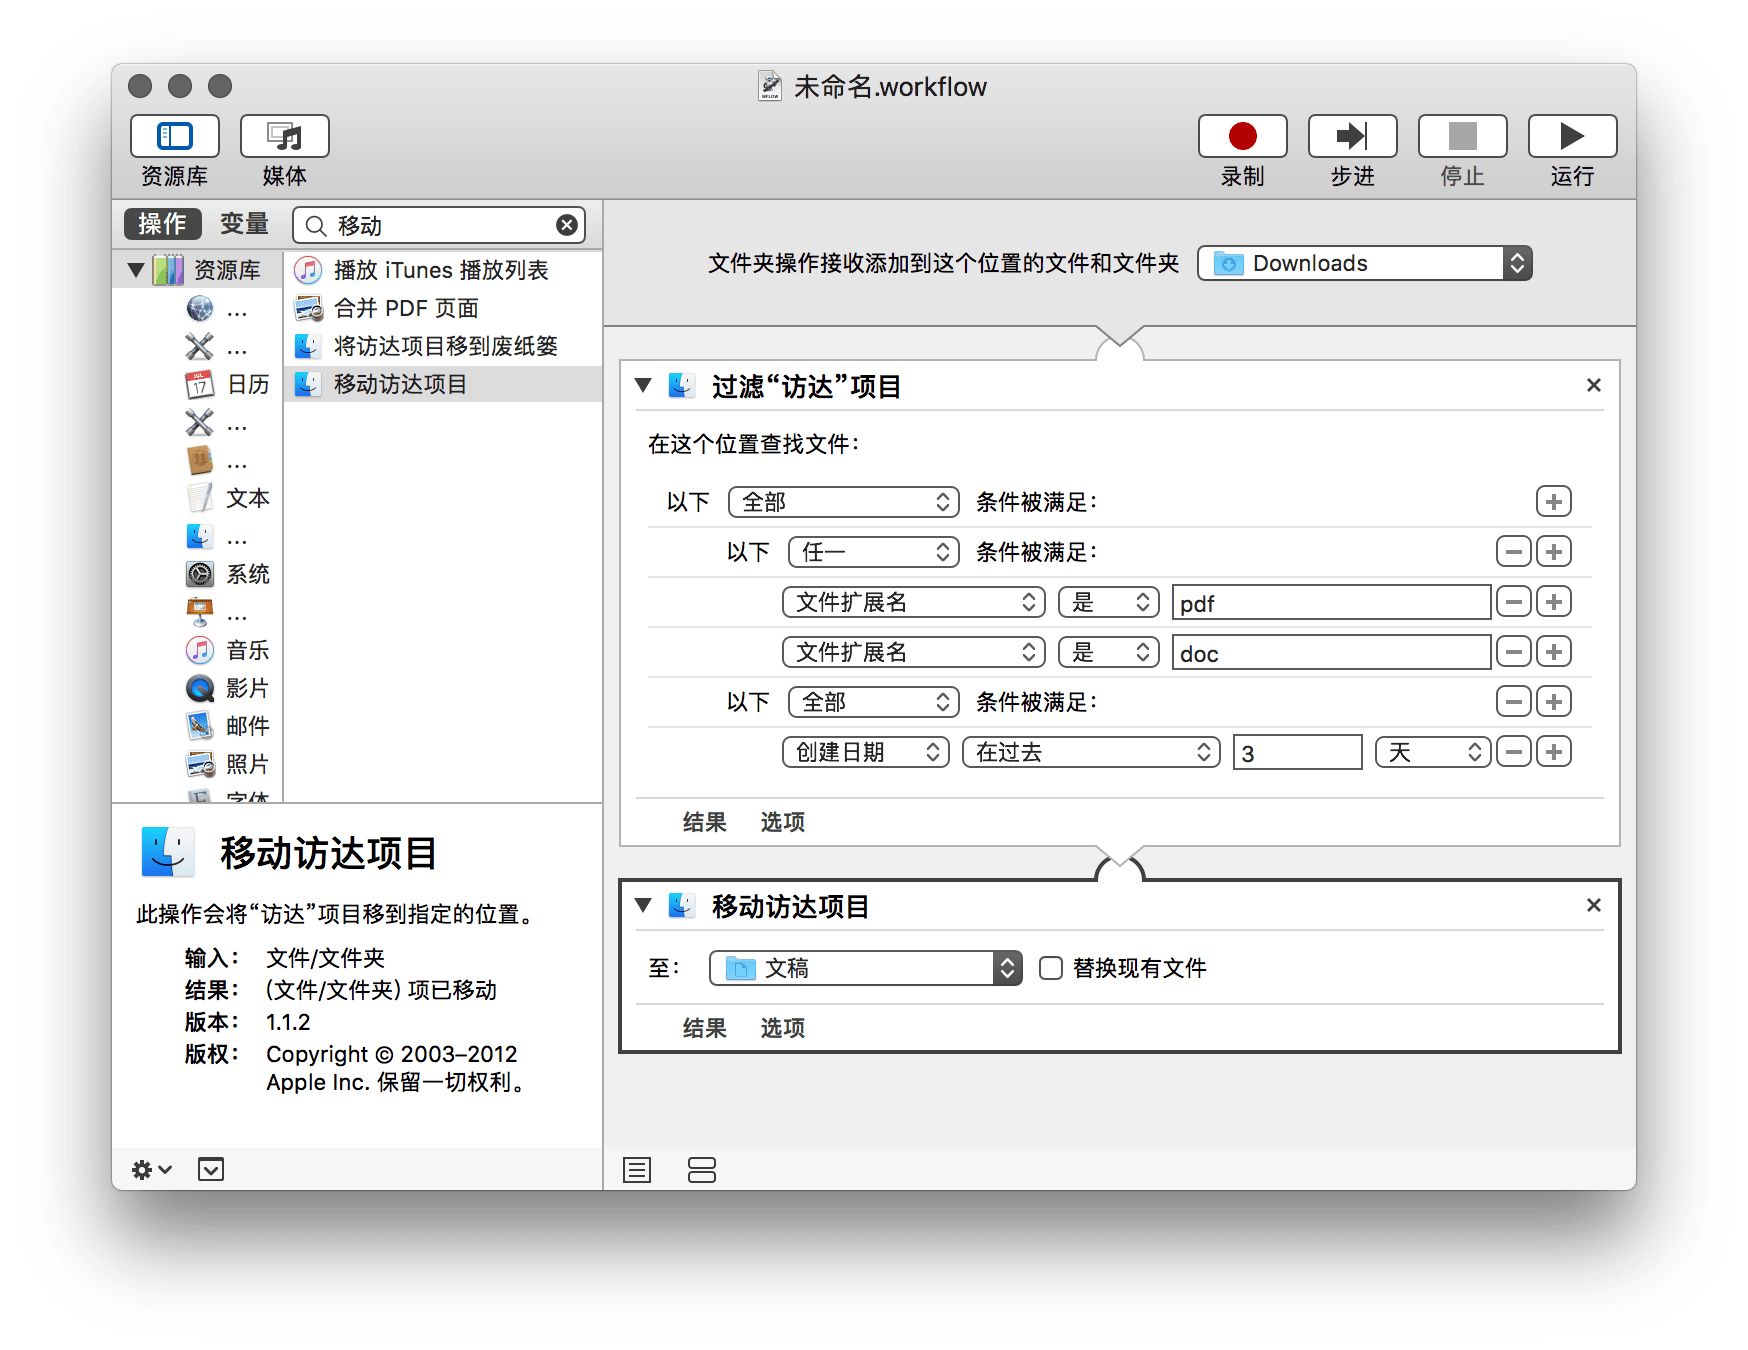 未命名.workflow
资源库 媒体 录制 步进 停止 运行
操作 变量 移动
资源库
...
...
日历
...
...
文本
...
系统
...
音乐
影片
邮件
照片
字体
播放 iTunes 播放列表
合并 PDF 页面
将访达项目移到废纸篓
移动访达项目
移动访达项目
此操作会将“访达”项目移到指定的位置。
输入： 文件/文件夹
结果： (文件/文件夹) 项已移动
版本： 1.1.2
版权： Copyright © 2003–2012
Apple Inc. 保留一切权利。
文件夹操作接收添加到这个位置的文件和文件夹 Downloads
过滤“访达”项目
在这个位置查找文件：
以下 全部 条件被满足：
以下 任一 条件被满足：
文件扩展名 是 pdf
文件扩展名 是 doc
以下 全部 条件被满足：
创建日期 在过去 3 天
结果 选项
移动访达项目
至： 文稿 替换现有文件
结果 选项